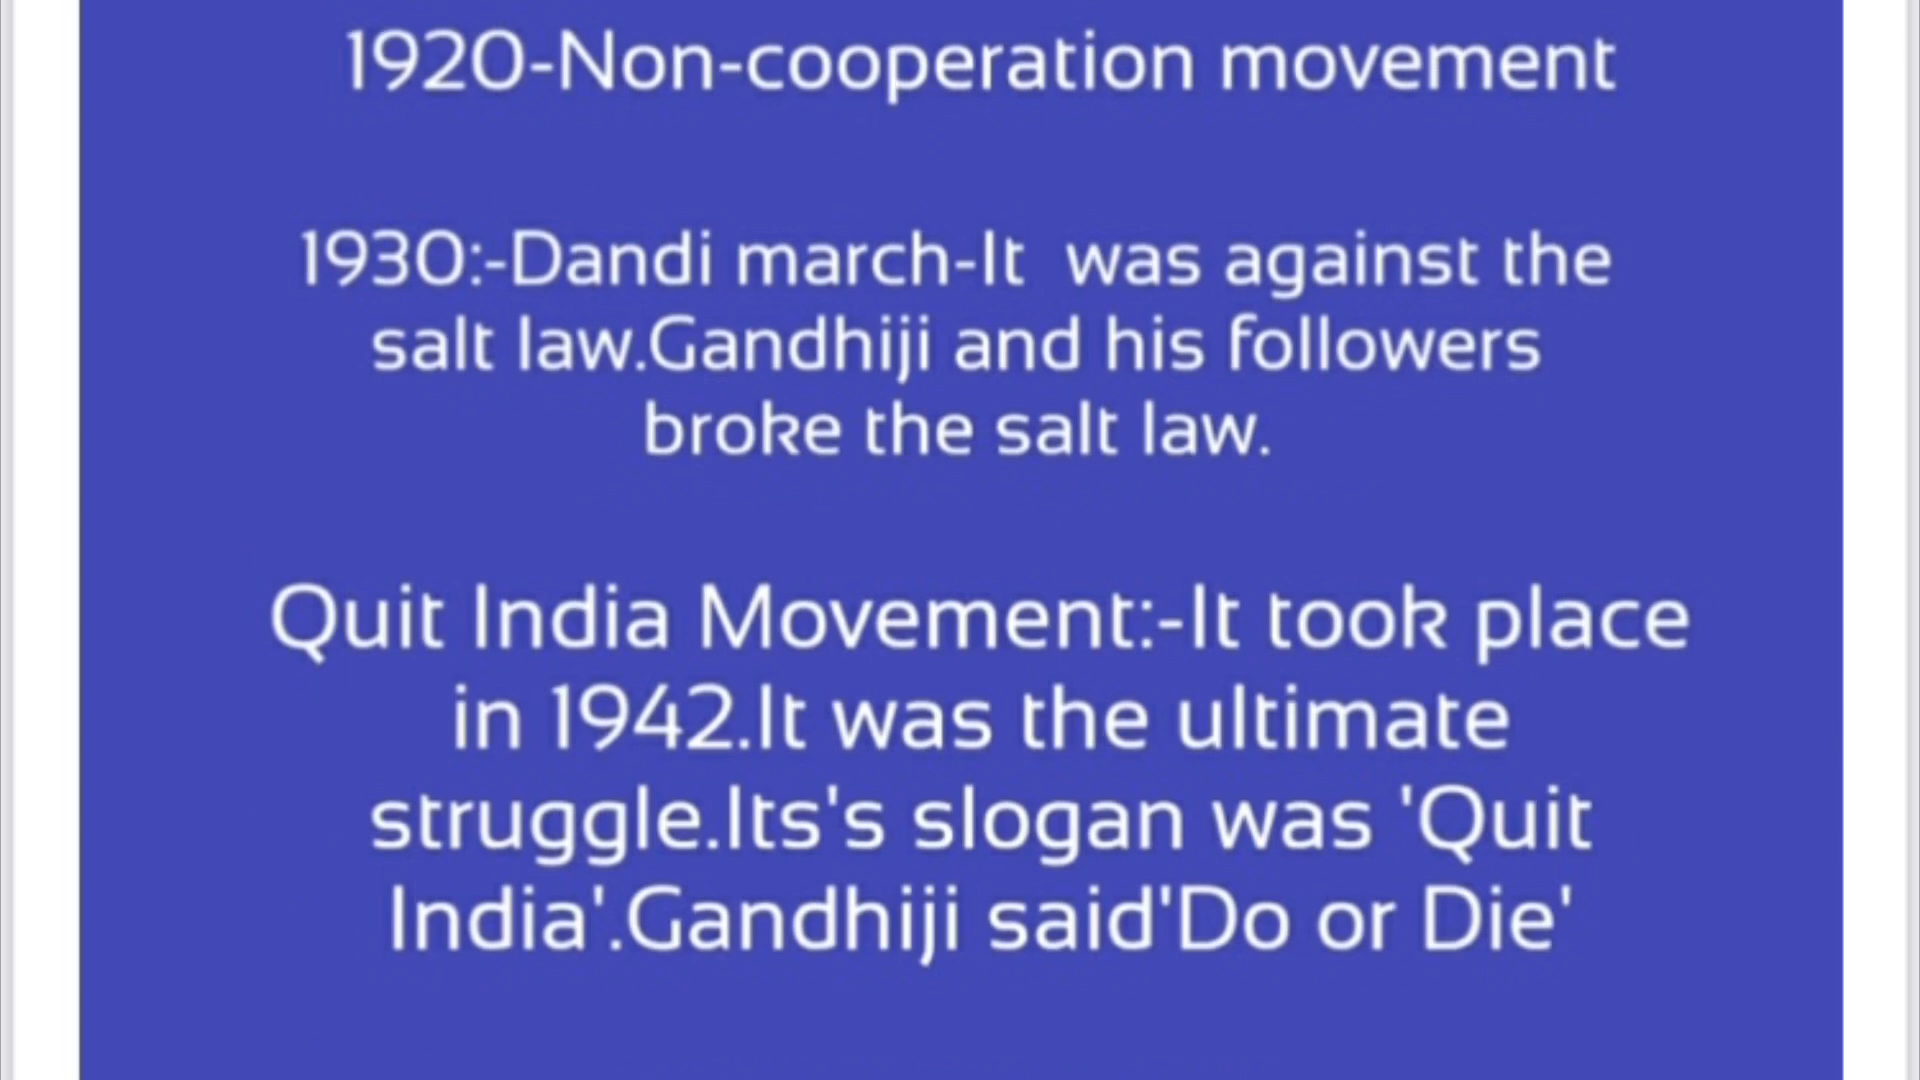 1920-Non-cooperation movement
1930:-Dandi march-It  was against the
salt law.Gandhiji and his followers
broke the salt law.
Quit India Movement:-It took place
in 1942.It was the ultimate
struggle.Its's slogan was 'Quit
India'.Gandhiji said'Do or Die'